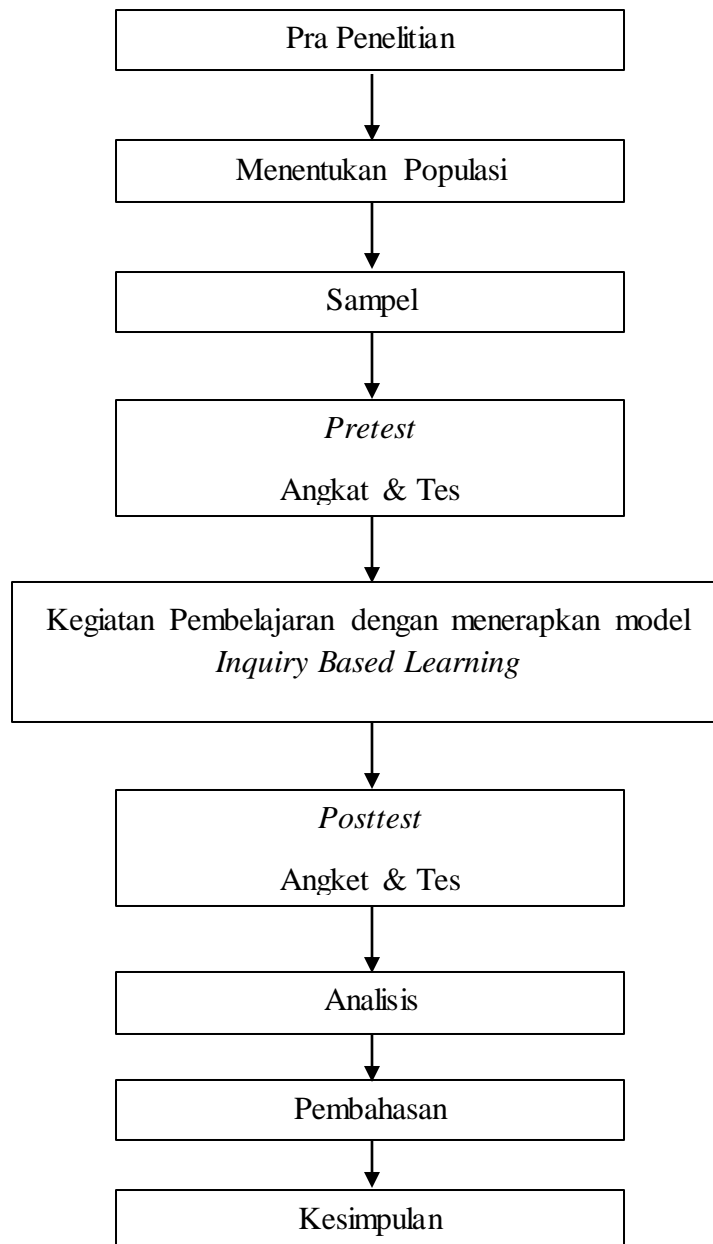 Pra Penelitian
Menentukan Populasi
Sampel
Pretest
Angkat & Tes
Kegiatan Pembelajaran dengan menerapkan model
Inquiry Based Learning
Posttest
Angket & Tes
Analisis
Pembahasan
Kesimpulan